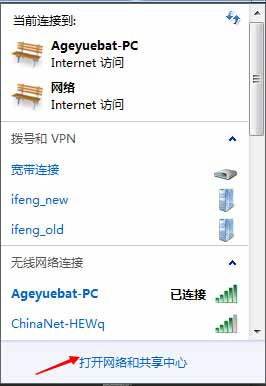 当前连接到:
Ageyuebat-PC
Internet 访问
网络
Internet 访问
拨号和 VPN
宽带连接
ifeng_new
ifeng_old
无线网络连接
Ageyuebat-PC 已连接
ChinaNet-HEWq
打开网络和共享中心